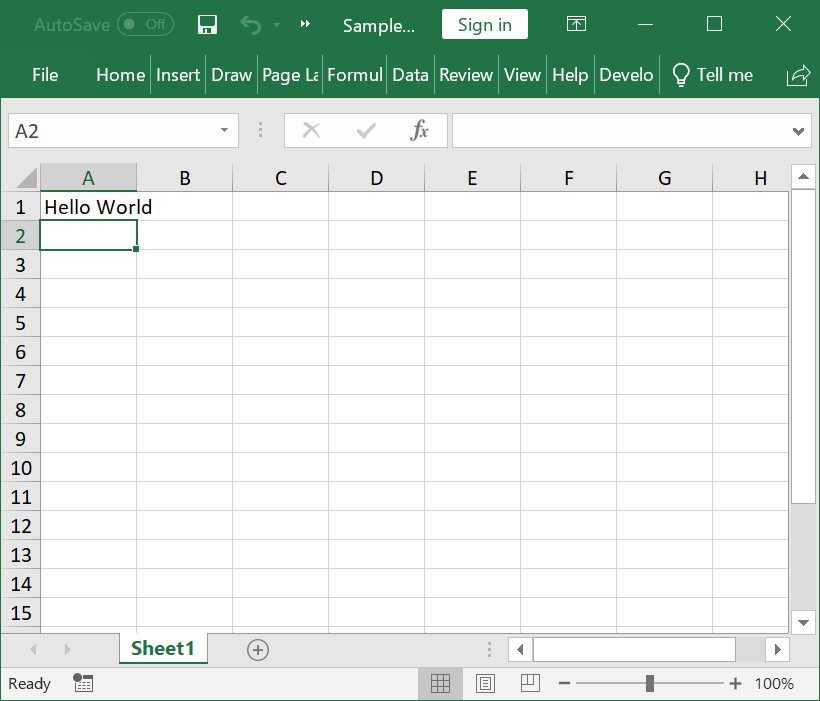 AutoSave Off Sample... Sign in
File Home Insert Draw Page La Formul Data Review View Help Develo Tell me
A2 fx
A B C D E F G H
1 Hello World
2
3
4
5
6
7
8
9
10
11
12
13
14
15
Sheet1
Ready 100%